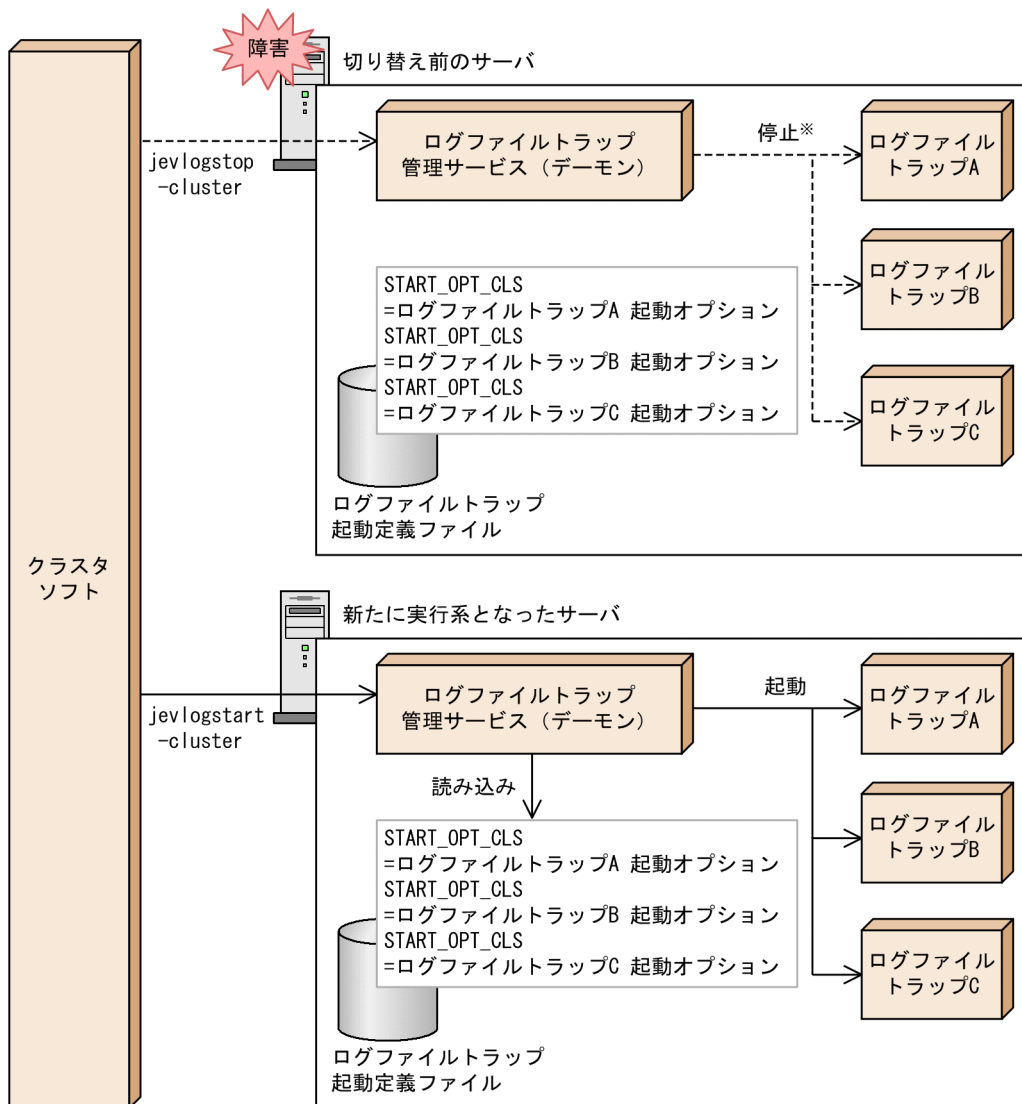 障害
切り替え前のサーバ
ログファイルトラップ
管理サービス（デーモン）
停止※
ログファイル
トラップA
jevlogstop
-cluster
ログファイル
トラップB
START_OPT_CLS
=ログファイルトラップA 起動オプション
START_OPT_CLS
=ログファイルトラップB 起動オプション
START_OPT_CLS
=ログファイルトラップC 起動オプション
ログファイル
トラップC
ログファイルトラップ
起動定義ファイル
クラスタ
ソフト
新たに実行系となったサーバ
ログファイルトラップ
管理サービス（デーモン）
起動
ログファイル
トラップA
jevlogstart
-cluster
読み込み
ログファイル
トラップB
START_OPT_CLS
=ログファイルトラップA 起動オプション
START_OPT_CLS
=ログファイルトラップB 起動オプション
START_OPT_CLS
=ログファイルトラップC 起動オプション
ログファイル
トラップC
ログファイルトラップ
起動定義ファイル